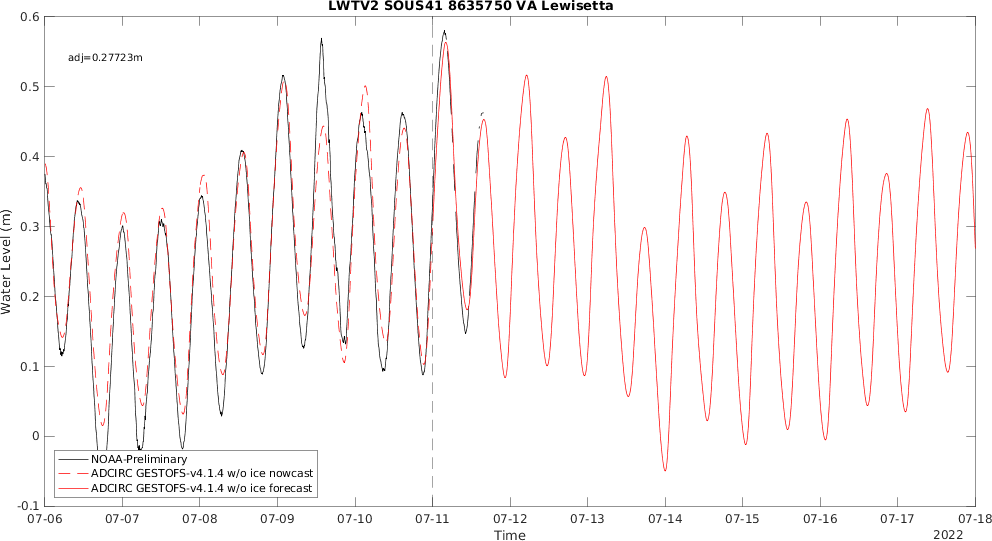 LWTV2 SOUS41 8635750 VA Lewisetta
0.6
adj=0.27723m
0.5
0.4
0.3
Water Level (m)
0.2
0.1
0
NOAA-Preliminary
ADCIRC GESTOFS-v4.1.4 w/o ice nowcast
ADCIRC GESTOFS-v4.1.4 w/o ice forecast
-0.1
07-06 07-07 07-08 07-09 07-10 07-11 07-12 07-13 07-14 07-15 07-16 07-17 07-18
Time
2022